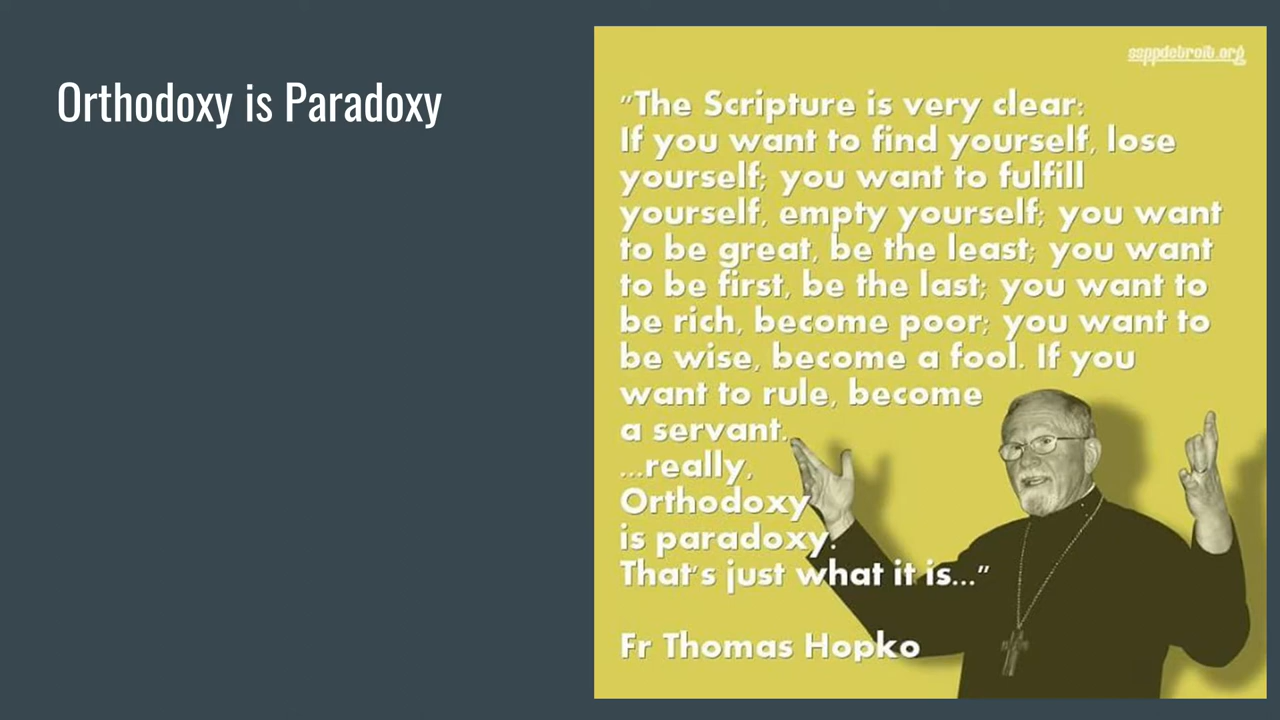 Orthodoxy is Paradoxy
ssppdetroit.org
"The Scripture is very clear:
If you want to find yourself, lose
yourself; you want to fulfill
yourself, empty yourself; you want
to be great, be the least; you want
to be first, be the last; you want to
be rich, become poor; you want to
be wise, become a fool. If you
want to rule, become
a servant.
...really,
Orthodoxy
is paradoxy.
That's just what it is..."
Fr Thomas Hopko